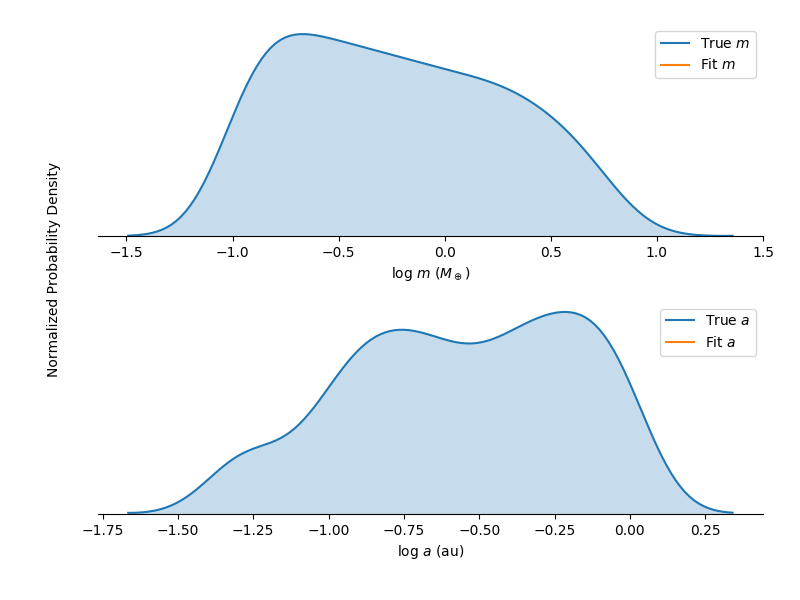 True m
Fit m
−1.5 −1.0 −0.5 0.0 0.5 1.0 1.5
log m (M⊕)
Normalized Probability Density
True a
Fit a
−1.75 −1.50 −1.25 −1.00 −0.75 −0.50 −0.25 0.00 0.25
log a (au)